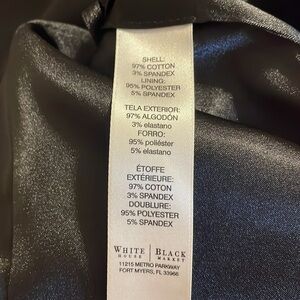 SHELL:
97% COTTON
3% SPANDEX
LINING:
95% POLYESTER
5% SPANDEX
TELA EXTERIOR:
97% ALGODÓN
3% elastano
FORRO:
95% poliéster
5% elastano
ÉTOFFE
EXTÉRIEURE:
97% COTON
3% SPANDEX
DOUBLURE:
95% POLYESTER
5% SPANDEX
WHITE | BLACK
HOUSE | MARKET
11215 METRO PARKWAY
FORT MYERS, FL 33966